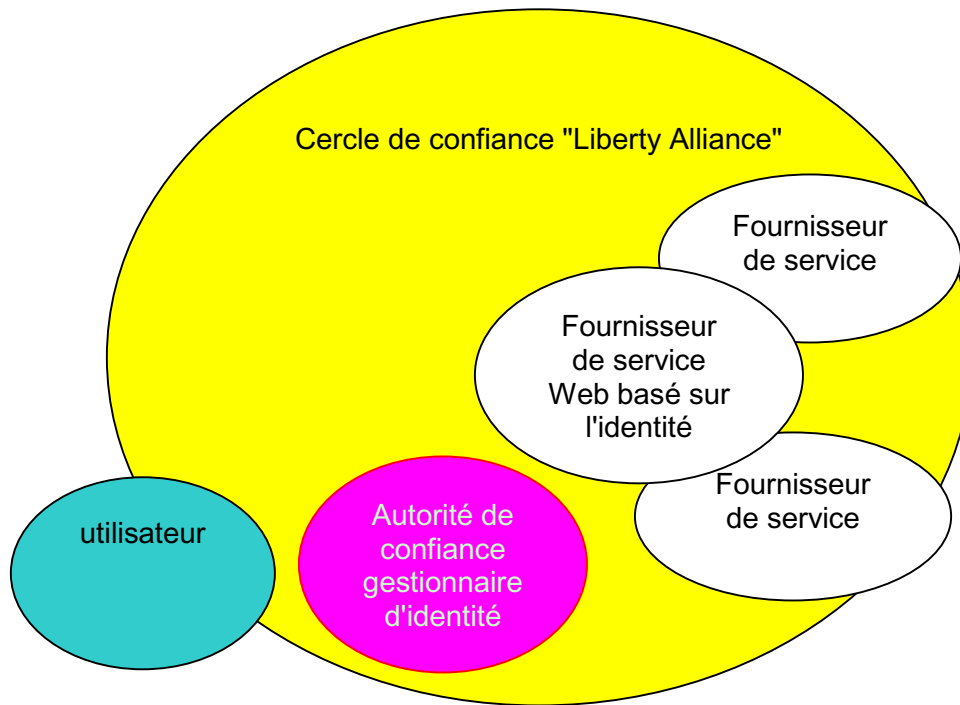 Cercle de confiance "Liberty Alliance"
Fournisseur
de service
Fournisseur
de service
Web basé sur
l'identité
Fournisseur
de service
utilisateur
Autorité de
confiance
gestionnaire
d'identité